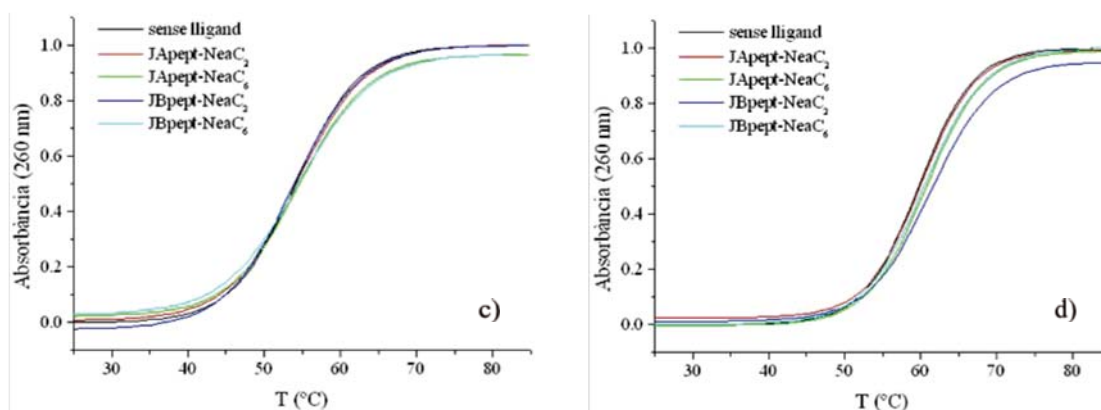 sense lligand
JApept-NeaC₂
JApept-NeaC₆
JBpept-NeaC₂
JBpept-NeaC₆
Absorbància (260 nm)
1.0
0.8
0.6
0.4
0.2
0.0
30 40 50 60 70 80
T (°C)
c)
sense lligand
JApept-NeaC₂
JApept-NeaC₆
JBpept-NeaC₂
JBpept-NeaC₆
Absorbància (260 nm)
1.0
0.8
0.6
0.4
0.2
0.0
30 40 50 60 70 80
T (°C)
d)